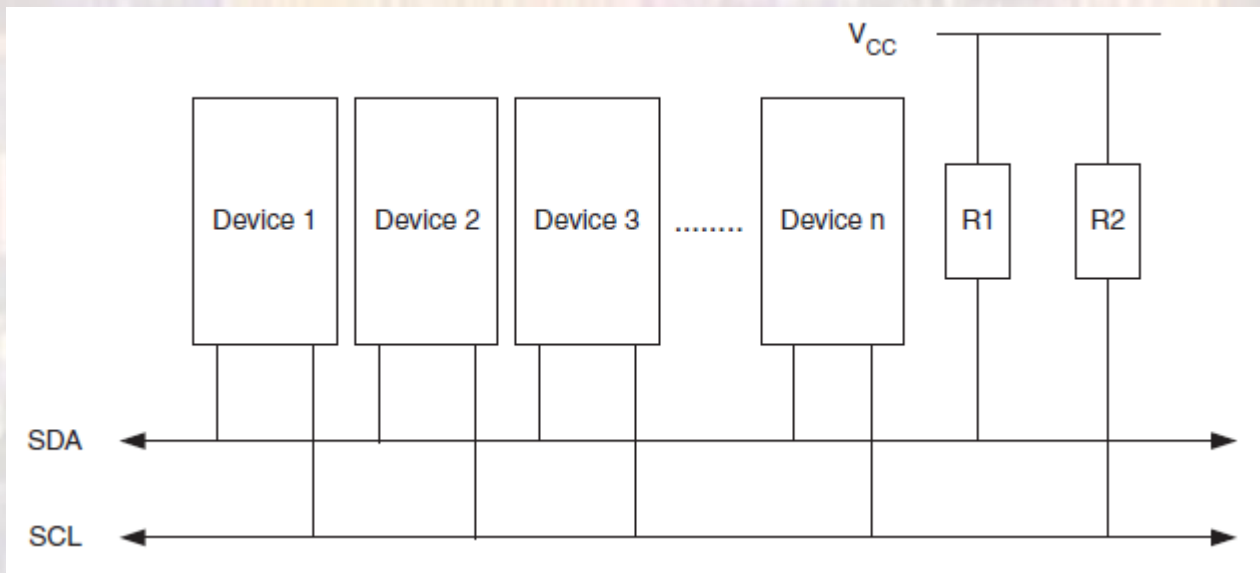 VCC
Device 1
Device 2
Device 3
........
Device n
R1
R2
SDA
SCL